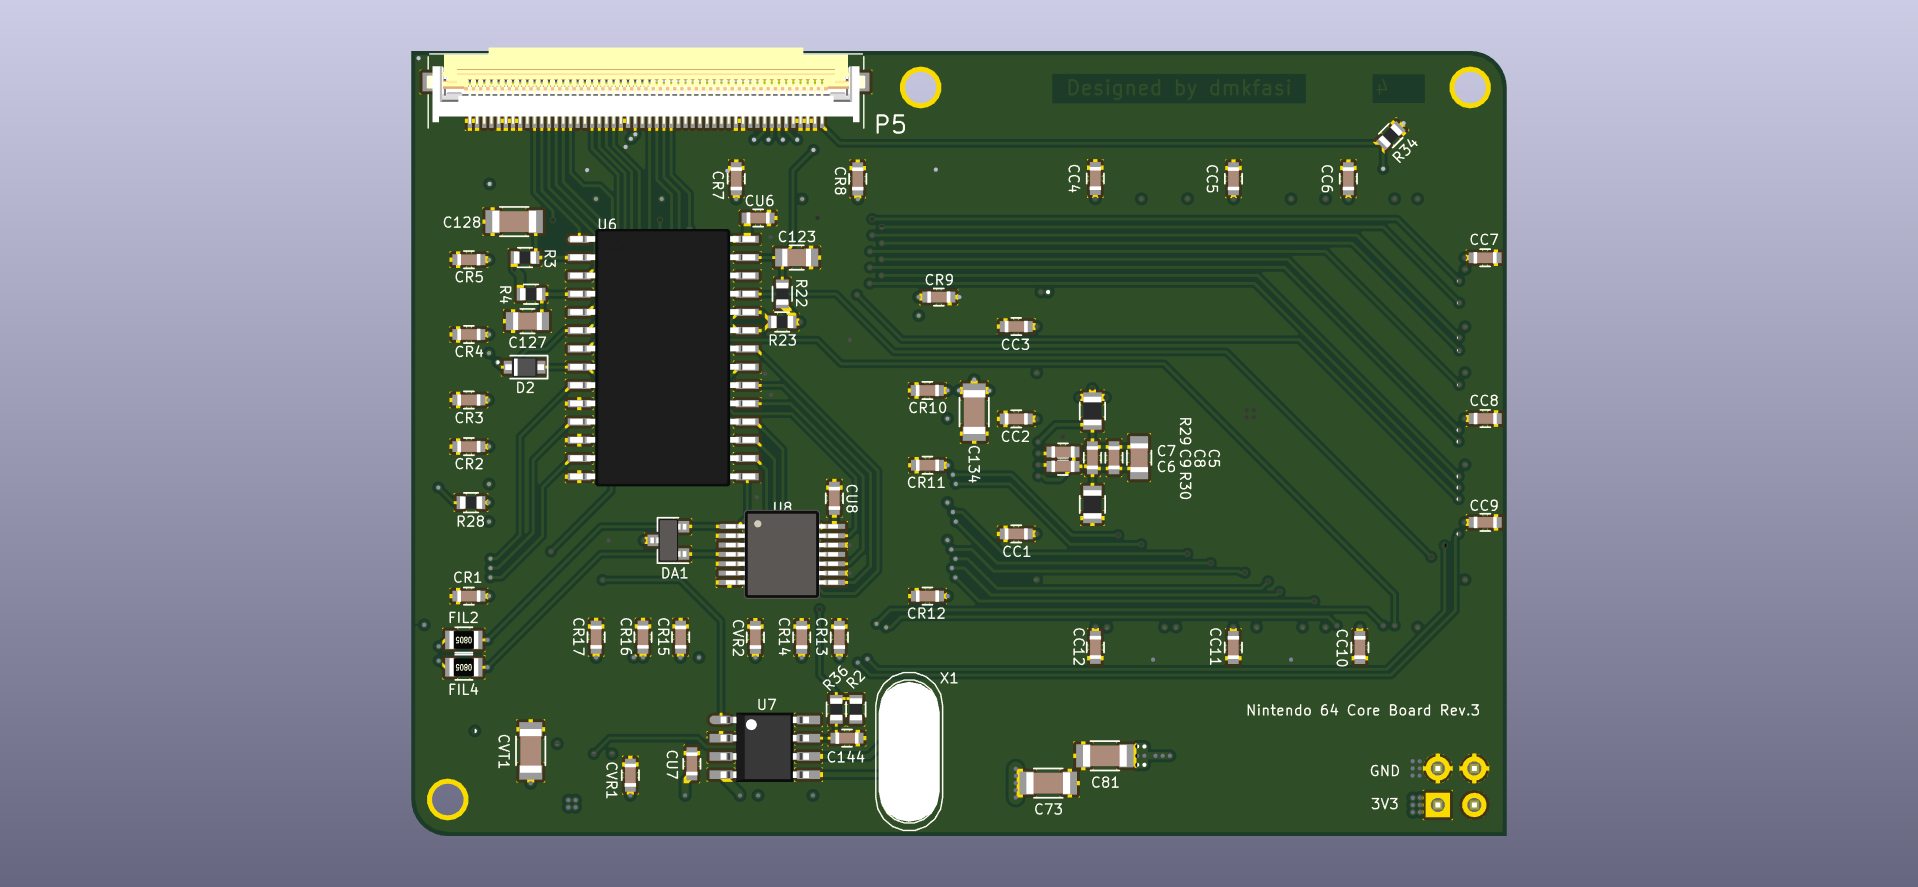 Designed by dmkfasi
4
P5
R34
CR7
CR8
CC4
CC5
CC6
CU6
C128
U6
C123
CC7
CR5
R3
R4
R22
CR9
CR4
C127
R23
CC3
D2
CR3
CR10
CC2
CC8
CR2
C134
R29 C9 R30
C7
C8
C5
C6
CR11
R28
CU8
U8
CC9
DA1
CC1
CR1
FIL2
CR12
0805
0805
FIL4
CR17
CR16
CR15
CVR2
CR14
CR13
CC12
CC11
CC10
R36
R2
X1
U7
Nintendo 64 Core Board Rev.3
CVT1
CVR1
CU7
C144
C81
C73
GND
3V3